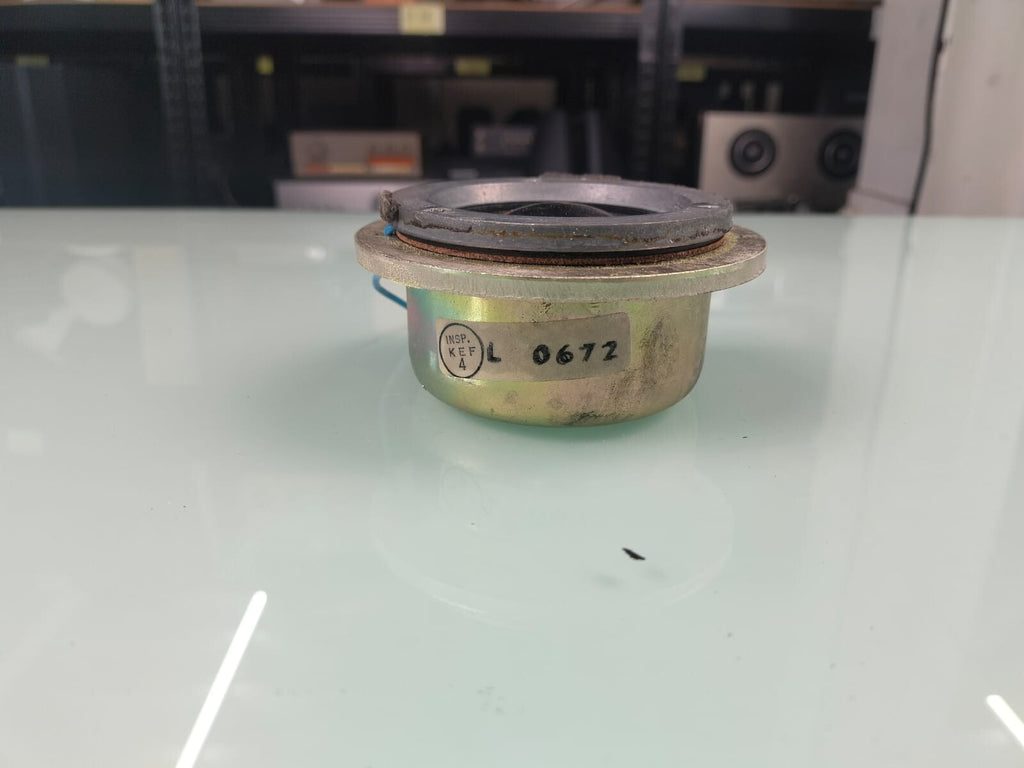 INSP.
KEF
4
L 0672